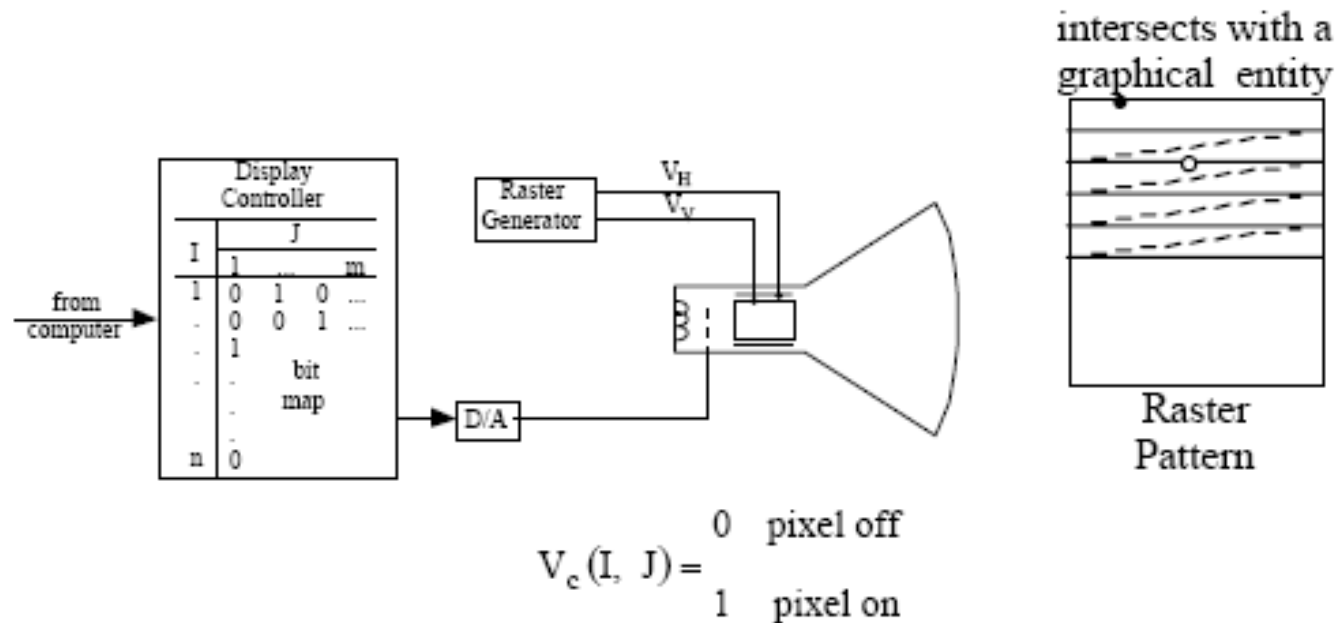 intersects with a
graphical entity
Display
Controller
J
I
1 ... m
1 0 1 0 ...
. 0 0 1 ...
. 1
. . bit
. map
.
n 0
from
computer
Raster
Generator
V_H
V_V
D/A
Raster
Pattern
0 pixel off
V_c(I, J) =
1 pixel on